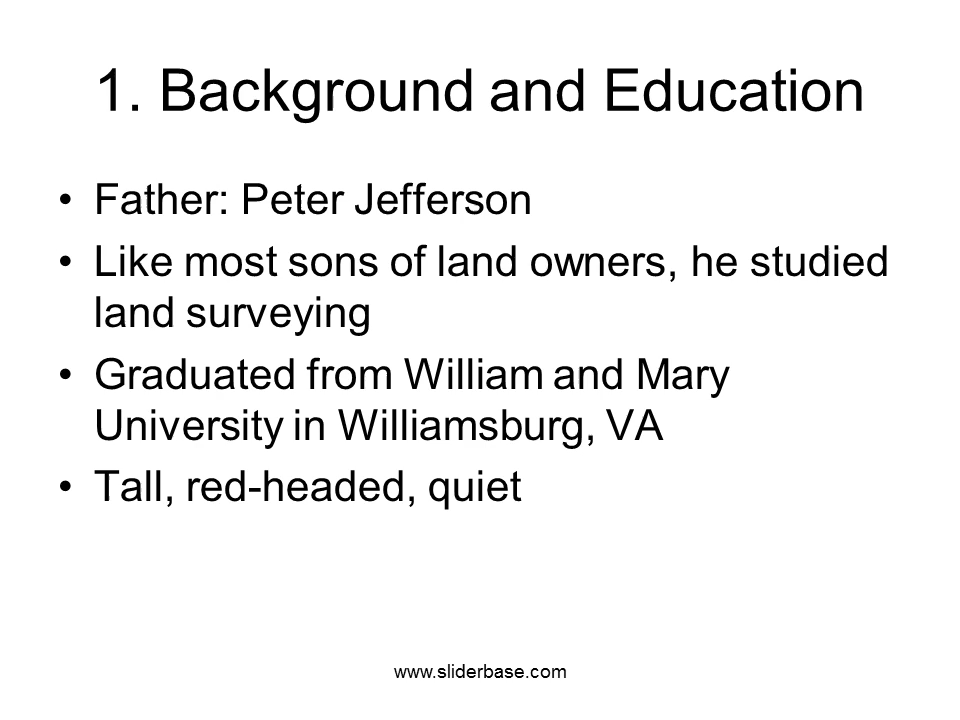 1. Background and Education
• Father: Peter Jefferson
• Like most sons of land owners, he studied
land surveying
• Graduated from William and Mary
University in Williamsburg, VA
• Tall, red-headed, quiet
www.sliderbase.com